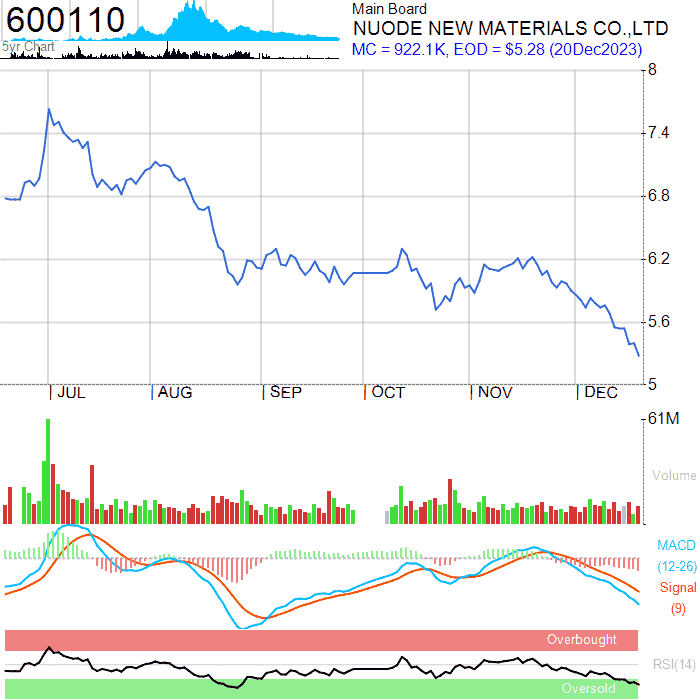 600110
5yr Chart
Main Board
NUODE NEW MATERIALS CO.,LTD
MC = 922.1K, EOD = $5.28 (20Dec2023)
8
7.4
6.8
6.2
5.6
5
JUL AUG SEP OCT NOV DEC
61M
Volume
MACD
(12-26)
Signal
(9)
Overbought
RSI(14)
Oversold